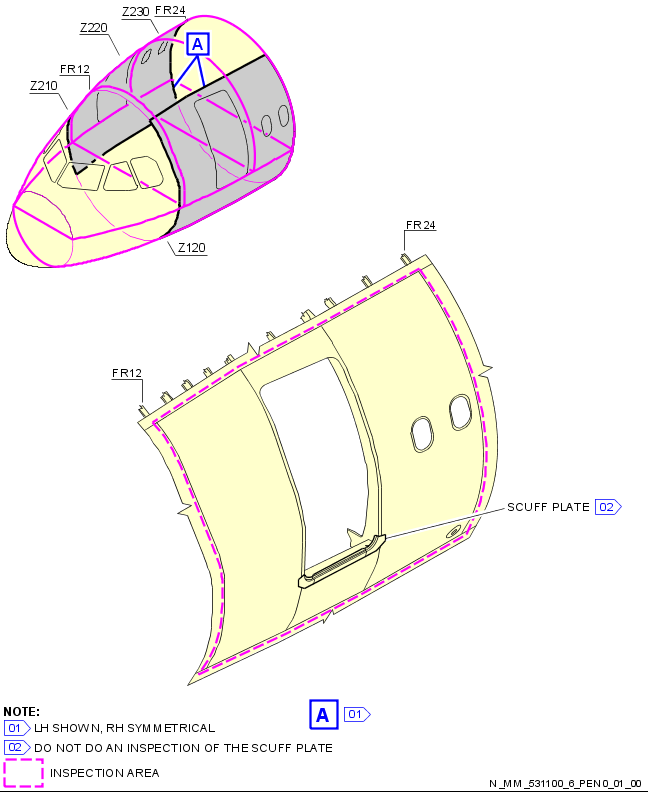 Z230 FR24
Z220
A
FR12
Z210
Z120
FR24
FR12
SCUFF PLATE 02
A 01
NOTE:
01 LH SHOWN, RH SYMMETRICAL
02 DO NOT DO AN INSPECTION OF THE SCUFF PLATE
INSPECTION AREA
N_MM_531100_6_PEN0_01_00